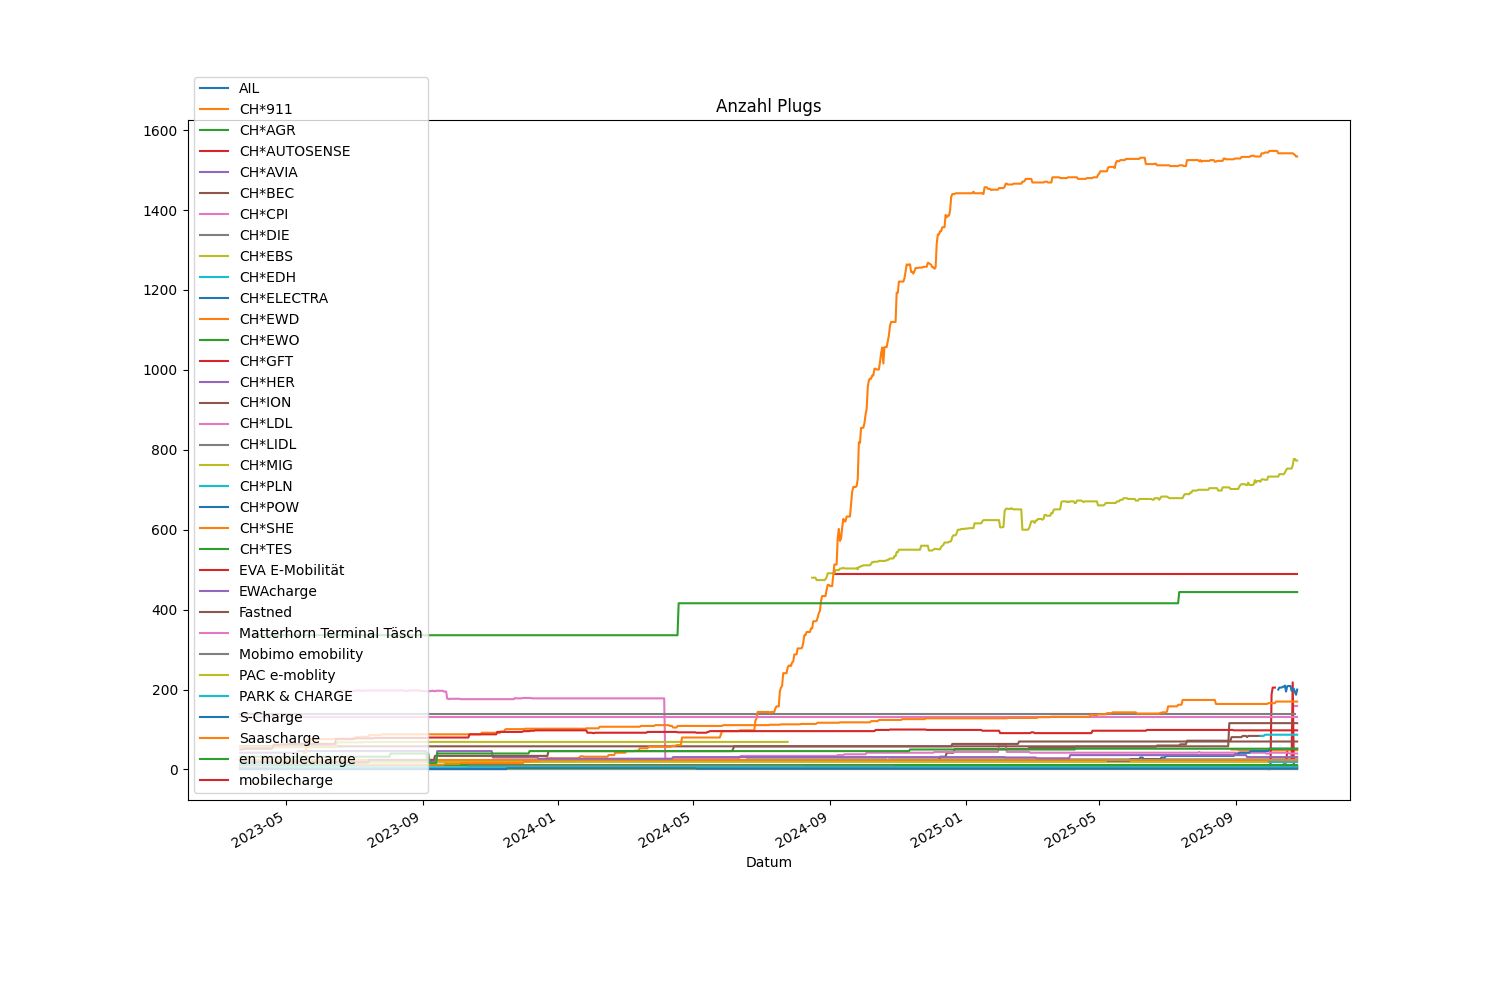 Anzahl Plugs
AIL
CH*911
CH*AGR
CH*AUTOSENSE
CH*AVIA
CH*BEC
CH*CPI
CH*DIE
CH*EBS
CH*EDH
CH*ELECTRA
CH*EWD
CH*EWO
CH*GFT
CH*HER
CH*ION
CH*LDL
CH*LIDL
CH*MIG
CH*PLN
CH*POW
CH*SHE
CH*TES
EVA E-Mobilität
EWAcharge
Fastned
Matterhorn Terminal Täsch
Mobimo emobility
PAC e-moblity
PARK & CHARGE
S-Charge
Saascharge
en mobilecharge
mobilecharge
1600
1400
1200
1000
800
600
400
200
0
2023-05
2023-09
2024-01
2024-05
2024-09
2025-01
2025-05
2025-09
Datum